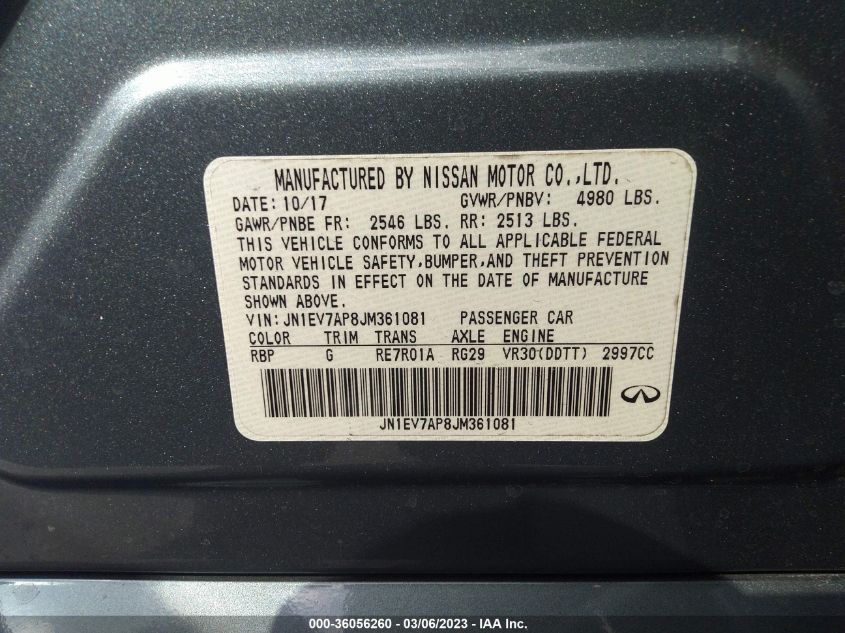 MANUFACTURED BY NISSAN MOTOR CO.,LTD.
DATE: 10/17 GVWR/PNBV: 4980 LBS.
GAWR/PNBE FR: 2546 LBS. RR: 2513 LBS.
THIS VEHICLE CONFORMS TO ALL APPLICABLE FEDERAL
MOTOR VEHICLE SAFETY,BUMPER,AND THEFT PREVENTION
STANDARDS IN EFFECT ON THE DATE OF MANUFACTURE
SHOWN ABOVE.
VIN:JN1EV7AP8JM361081 PASSENGER CAR
COLOR TRIM TRANS AXLE ENGINE
RBP G RE7R01A RG29 VR30(DDTT) 2997CC
JN1EV7AP8JM361081
000-36056260 - 03/06/2023 - IAA Inc.